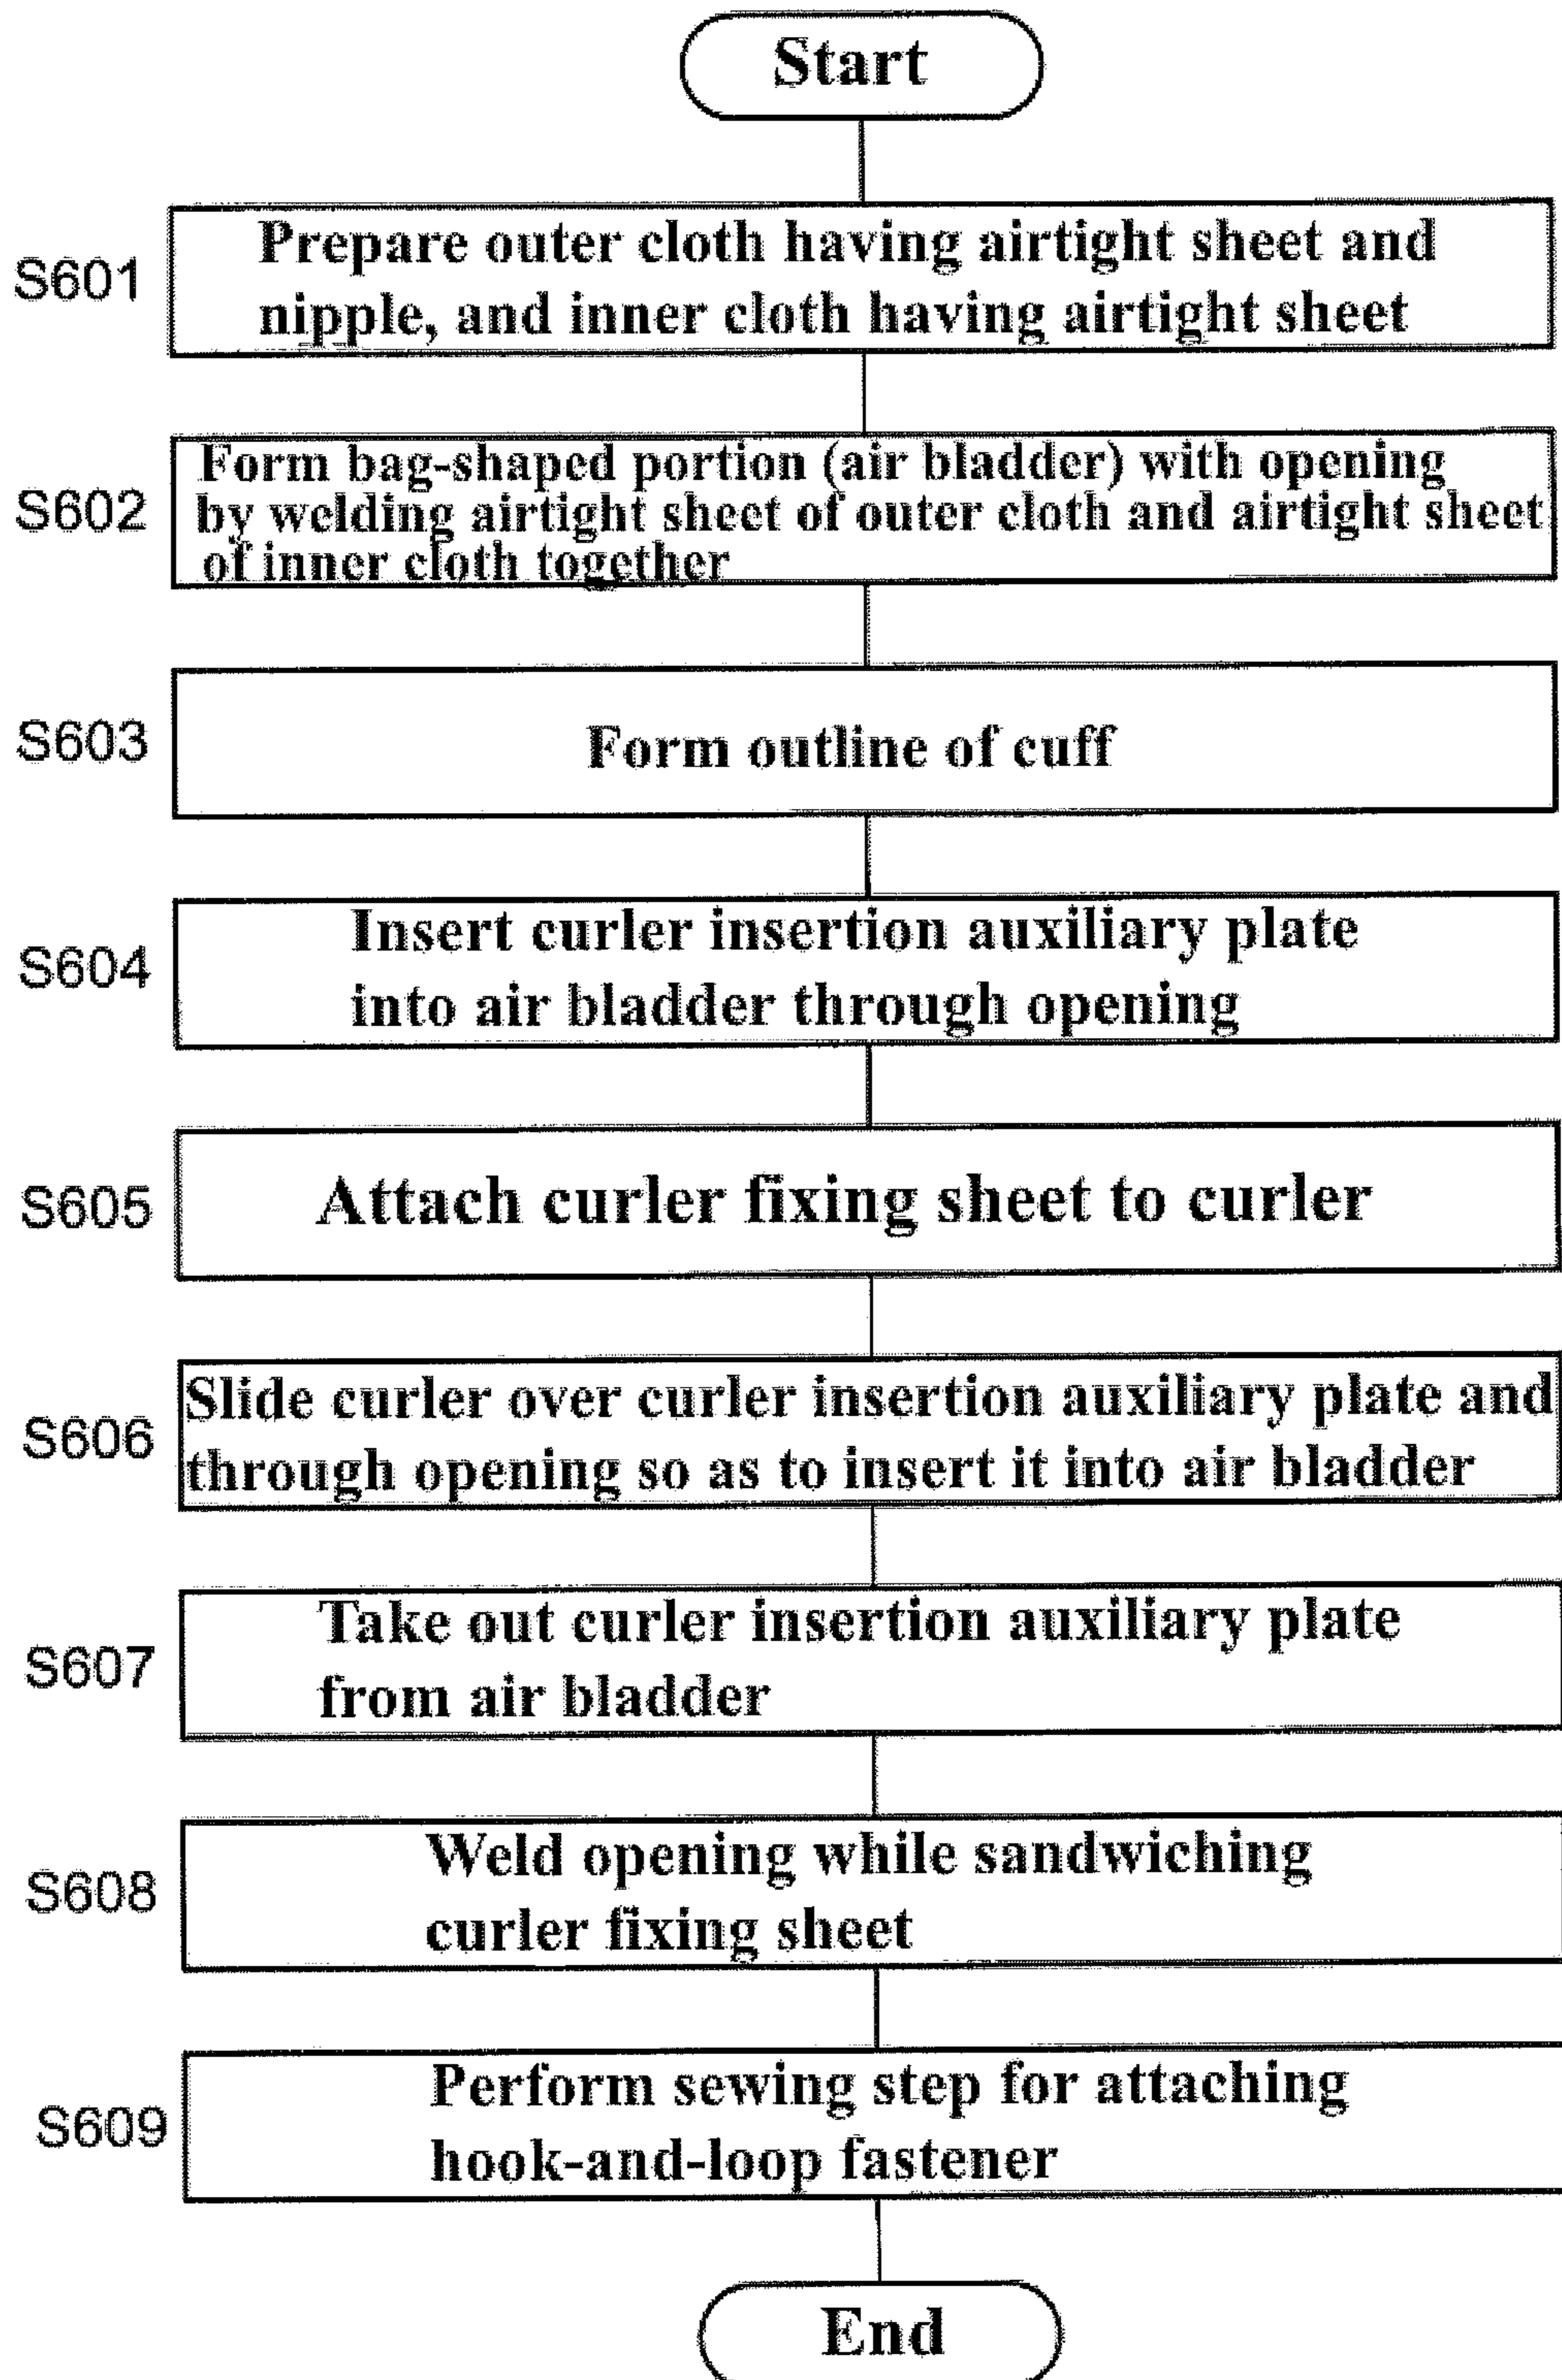 Start
S601
Prepare outer cloth having airtight sheet and
nipple, and inner cloth having airtight sheet
S602
Form bag-shaped portion (air bladder) with opening
by welding airtight sheet of outer cloth and airtight sheet
of inner cloth together
S603
Form outline of cuff
S604
Insert curler insertion auxiliary plate
into air bladder through opening
S605
Attach curler fixing sheet to curler
S606
Slide curler over curler insertion auxiliary plate and
through opening so as to insert it into air bladder
S607
Take out curler insertion auxiliary plate
from air bladder
S608
Weld opening while sandwiching
curler fixing sheet
S609
Perform sewing step for attaching
hook-and-loop fastener
End